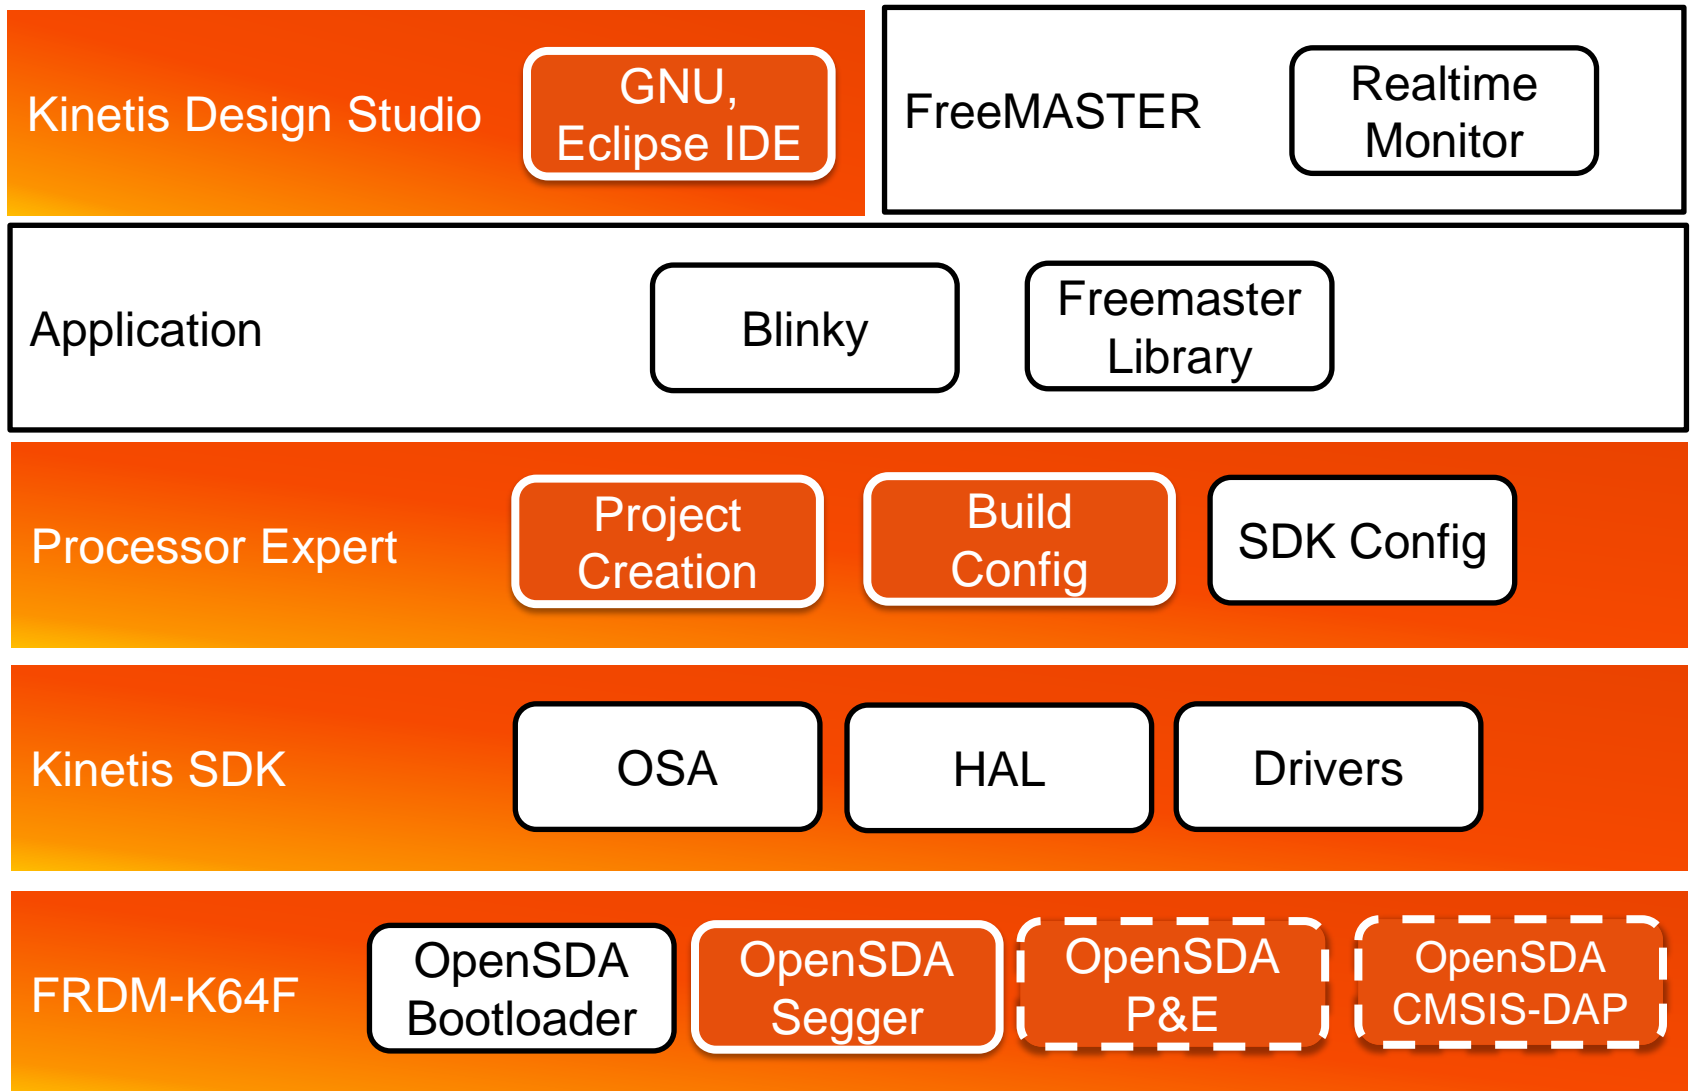 Kinetis Design Studio
GNU,
Eclipse IDE
FreeMASTER
Realtime
Monitor
Application
Blinky
Freemaster
Library
Processor Expert
Project
Creation
Build
Config
SDK Config
Kinetis SDK
OSA
HAL
Drivers
FRDM-K64F
OpenSDA
Bootloader
OpenSDA
Segger
OpenSDA
P&E
OpenSDA
CMSIS-DAP